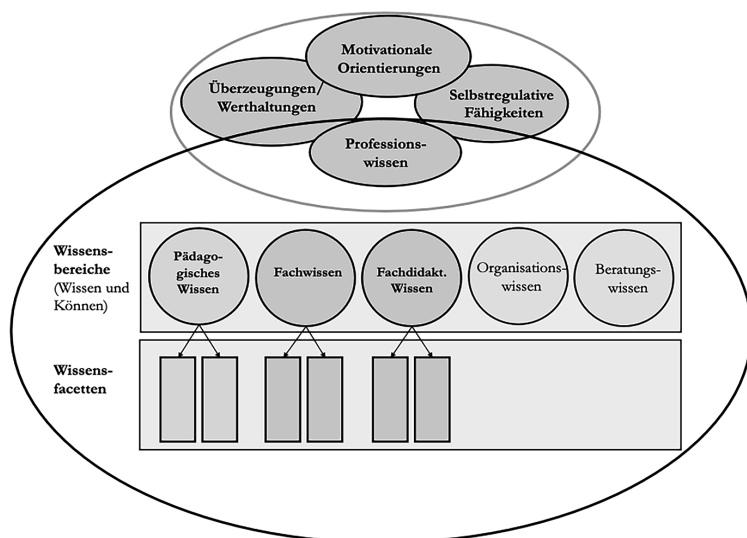 Motivationale
Orientierungen
Überzeugungen/
Werthaltungen
Selbstregulative
Fähigkeiten
Professions-
wissen
Wissens-
bereiche
(Wissen und
Können)
Pädago-
gisches
Wissen
Fachwissen
Fachdidakt.
Wissen
Organisations-
wissen
Beratungs-
wissen
Wissens-
facetten